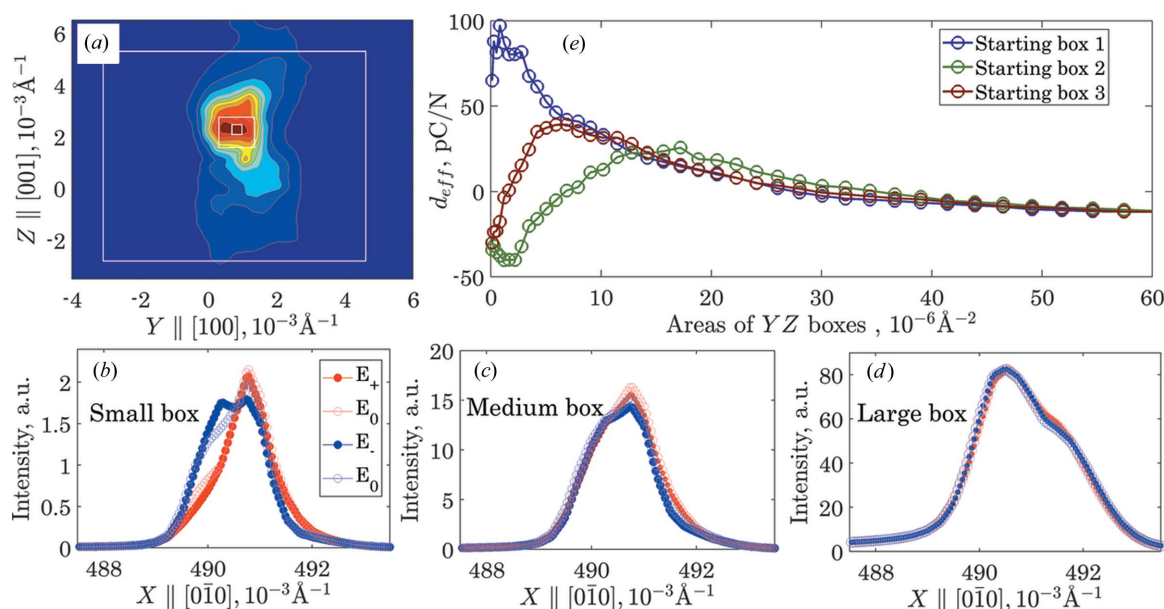 (a)
6
4
2
0
-2
Z ∥ [001], 10⁻³Å⁻¹
-4 -2 0 2 4 6
Y ∥ [100], 10⁻³Å⁻¹
(e)
100
50
0
-50
d_eff, pC/N
Starting box 1
Starting box 2
Starting box 3
0 10 20 30 40 50 60
Areas of YZ boxes , 10⁻⁶Å⁻²
(b)
2
1.5
1
0.5
0
Intensity, a.u.
Small box
E₊
E₀
E₋
E₀
488 490 492
X ∥ [01̄0], 10⁻³Å⁻¹
(c)
20
15
10
5
0
Intensity, a.u.
Medium box
488 490 492
X ∥ [01̄0], 10⁻³Å⁻¹
(d)
80
60
40
20
0
Intensity, a.u.
Large box
488 490 492
X ∥ [01̄0], 10⁻³Å⁻¹